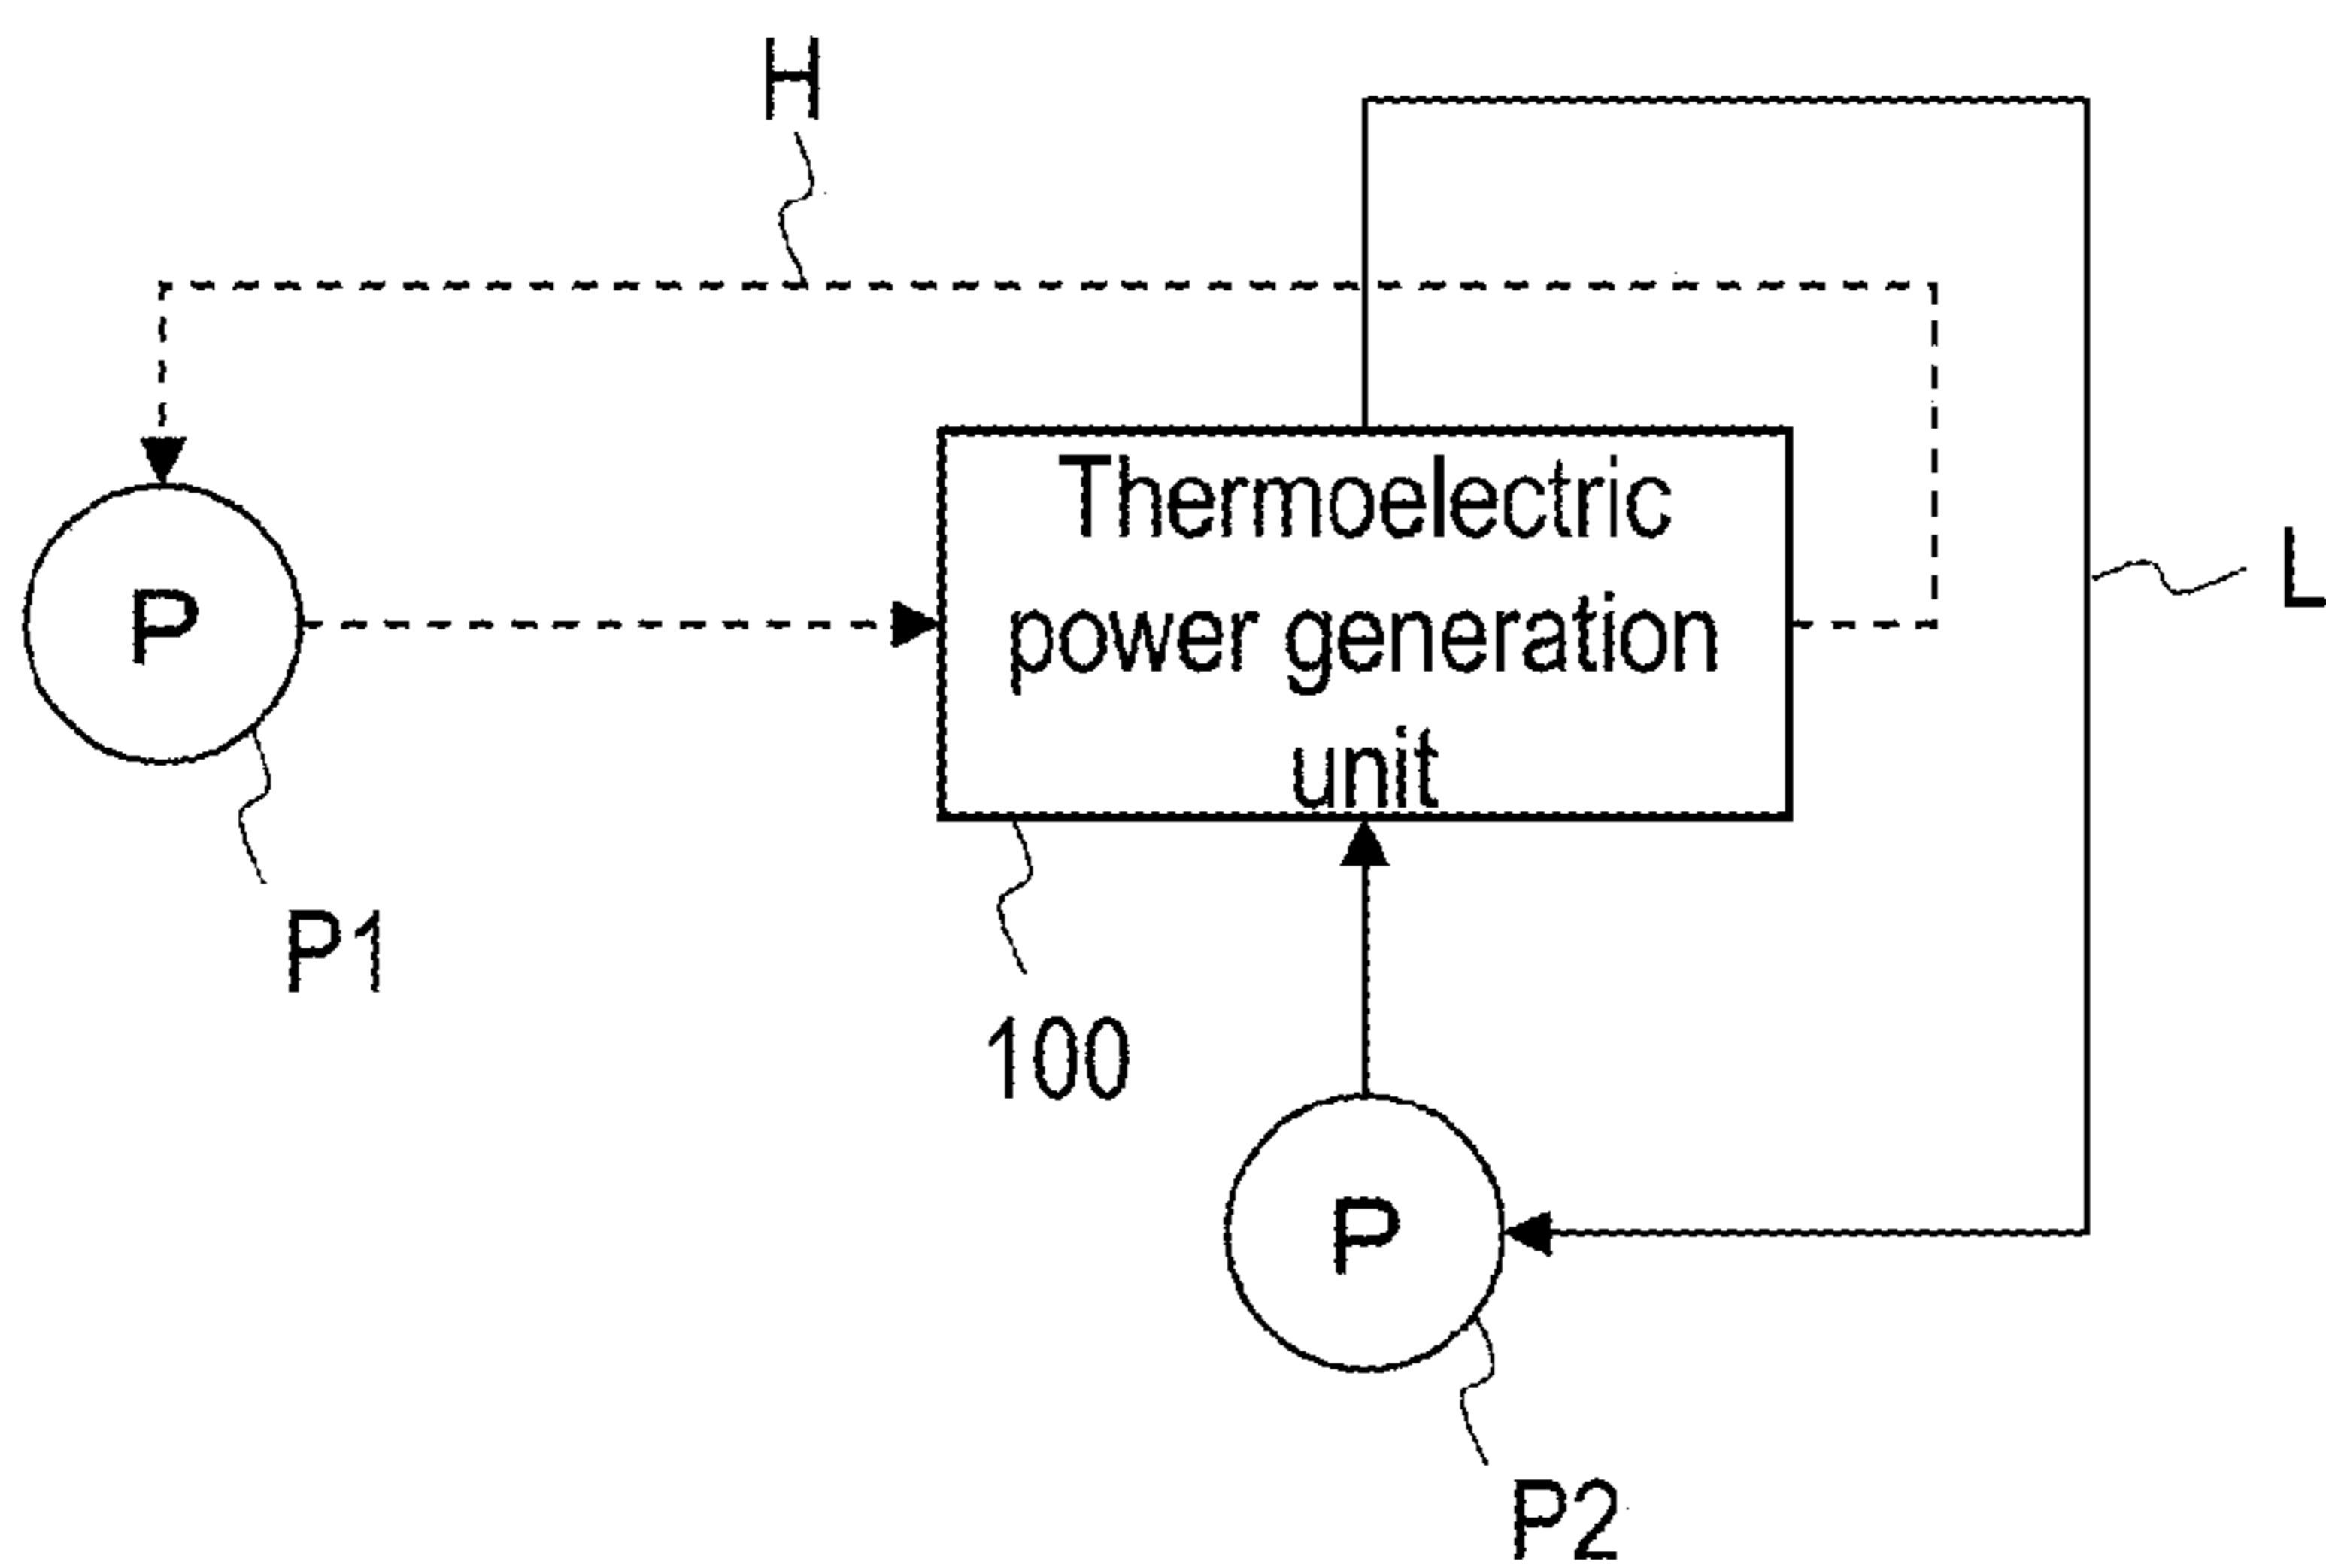 H
Thermoelectric
power generation
unit
L
P
P1
100
P
P2